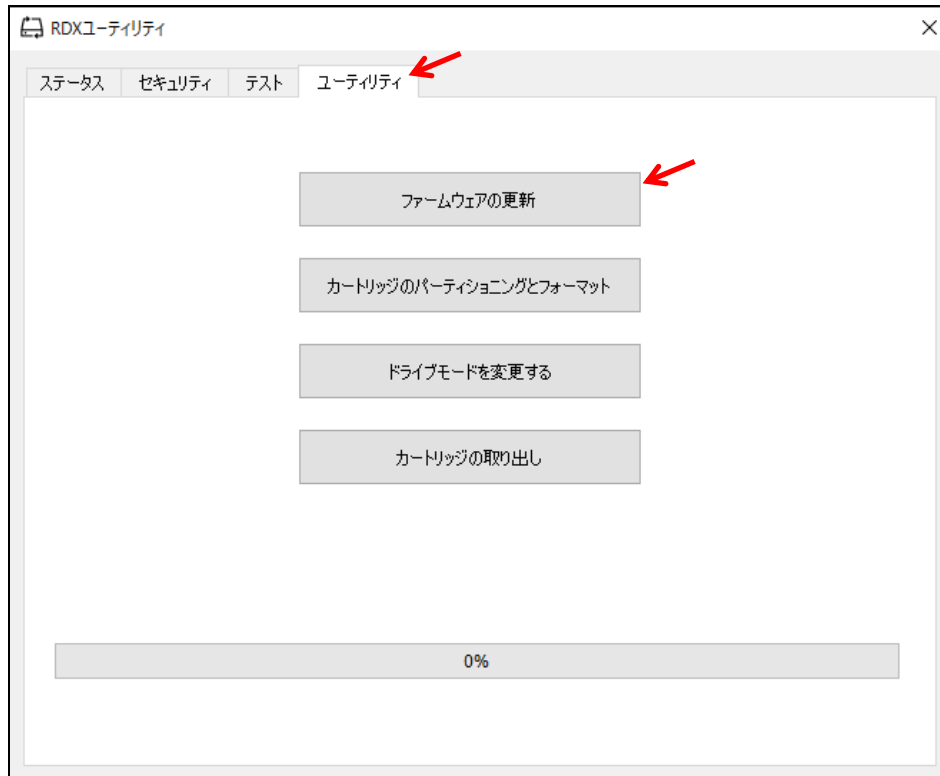 RDXユーティリティ
ステータス セキュリティ テスト ユーティリティ
ファームウェアの更新
カートリッジのパーティショニングとフォーマット
ドライブモードを変更する
カートリッジの取り出し
0%